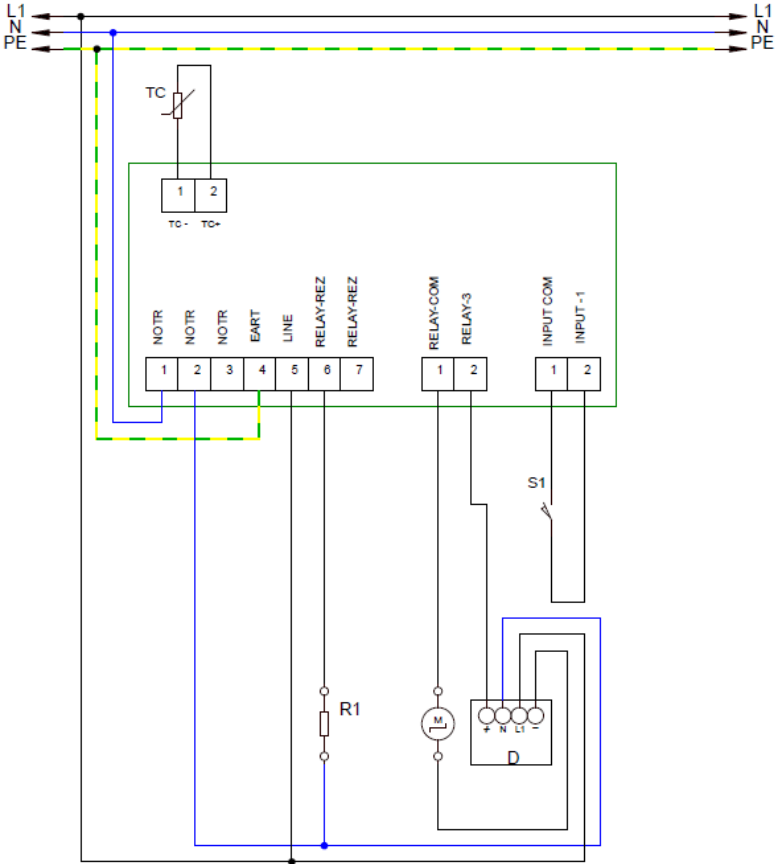 L1 L1
N N
PE PE
TC
1 2
TC - TC+
NOTR NOTR NOTR EART LINE RELAY-REZ RELAY-REZ RELAY-COM RELAY-3 INPUT COM INPUT -1
1 2 3 4 5 6 7 1 2 1 2
S1
R1
M
+ N L1 -
D